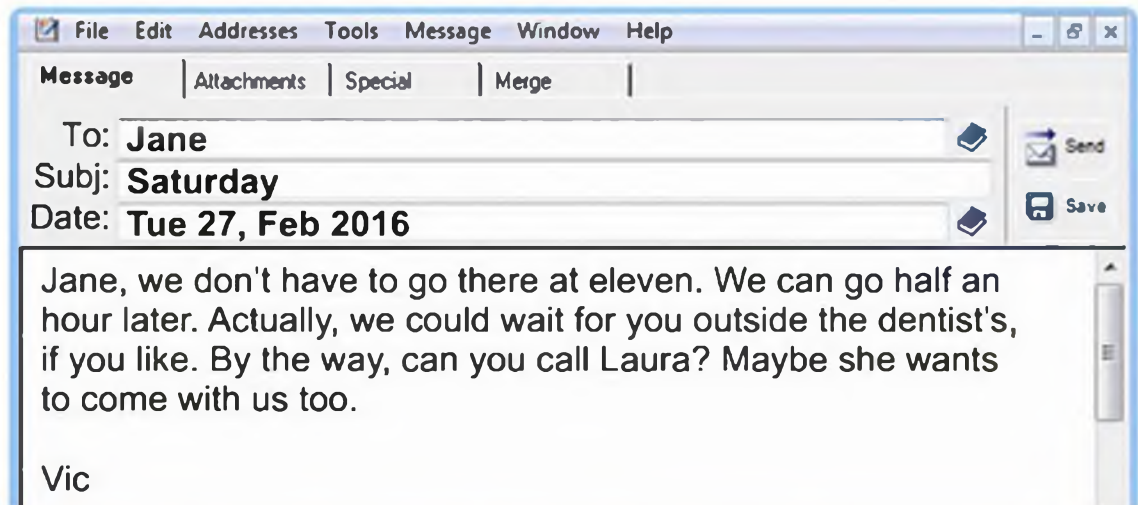 File Edit Addresses Tools Message Window Help
Message Attachments Special Merge
To: Jane
Send
Subj: Saturday
Save
Date: Tue 27, Feb 2016
Jane, we don't have to go there at eleven. We can go half an
hour later. Actually, we could wait for you outside the dentist's,
if you like. By the way, can you call Laura? Maybe she wants
to come with us too.
Vic